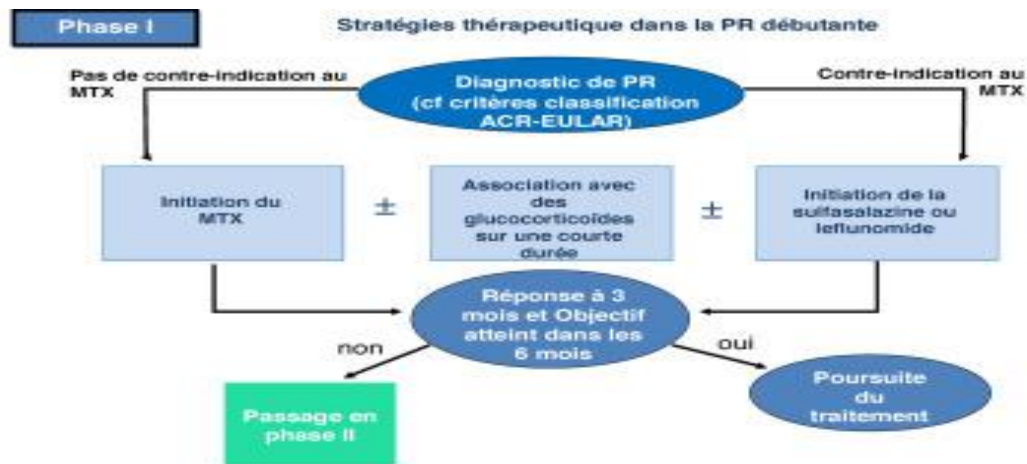 Phase I
Stratégies thérapeutique dans la PR débutante
Pas de contre-indication au
MTX
Diagnostic de PR
(cf critères classification
ACR-EULAR)
Contre-indication au
MTX
Initiation du
MTX
±
Association avec
des
glucocorticoïdes
sur une courte
durée
±
Initiation de la
sulfasalazine ou
leflunomide
Réponse à 3
mois et Objectif
atteint dans les
6 mois
non
oui
Passage en
phase II
Poursuite
du
traitement